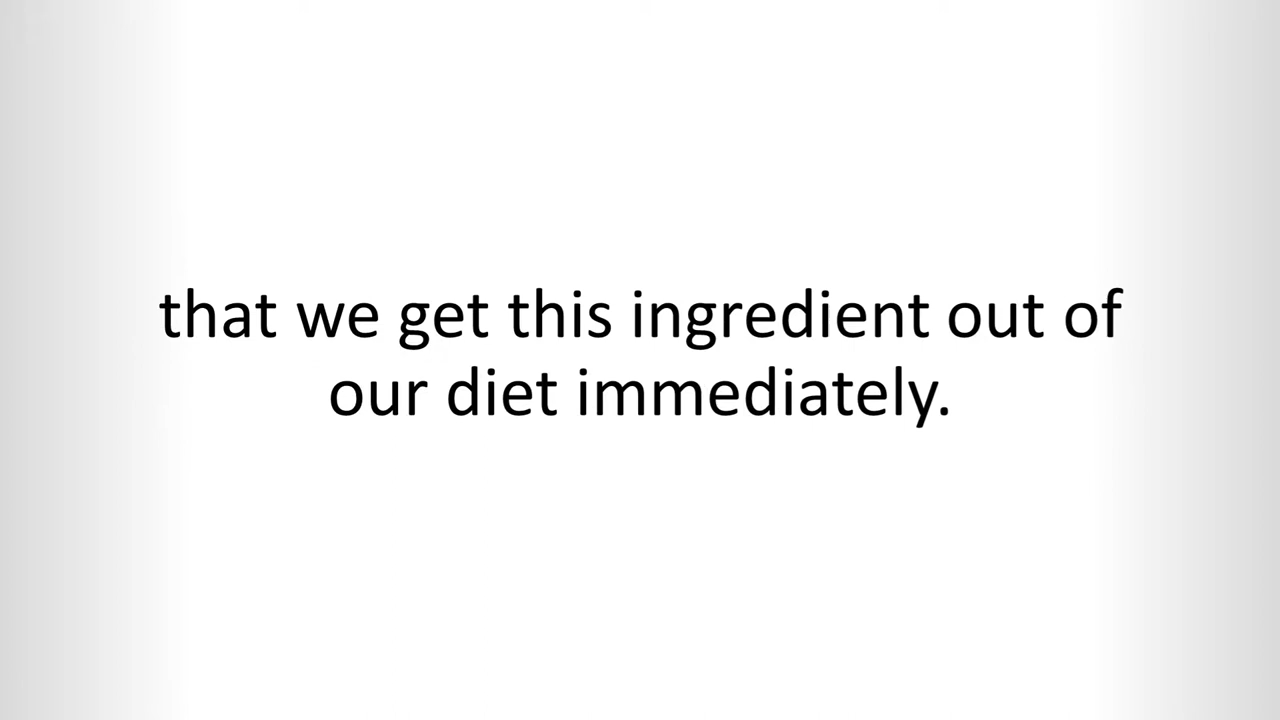 that we get this ingredient out of
our diet immediately.